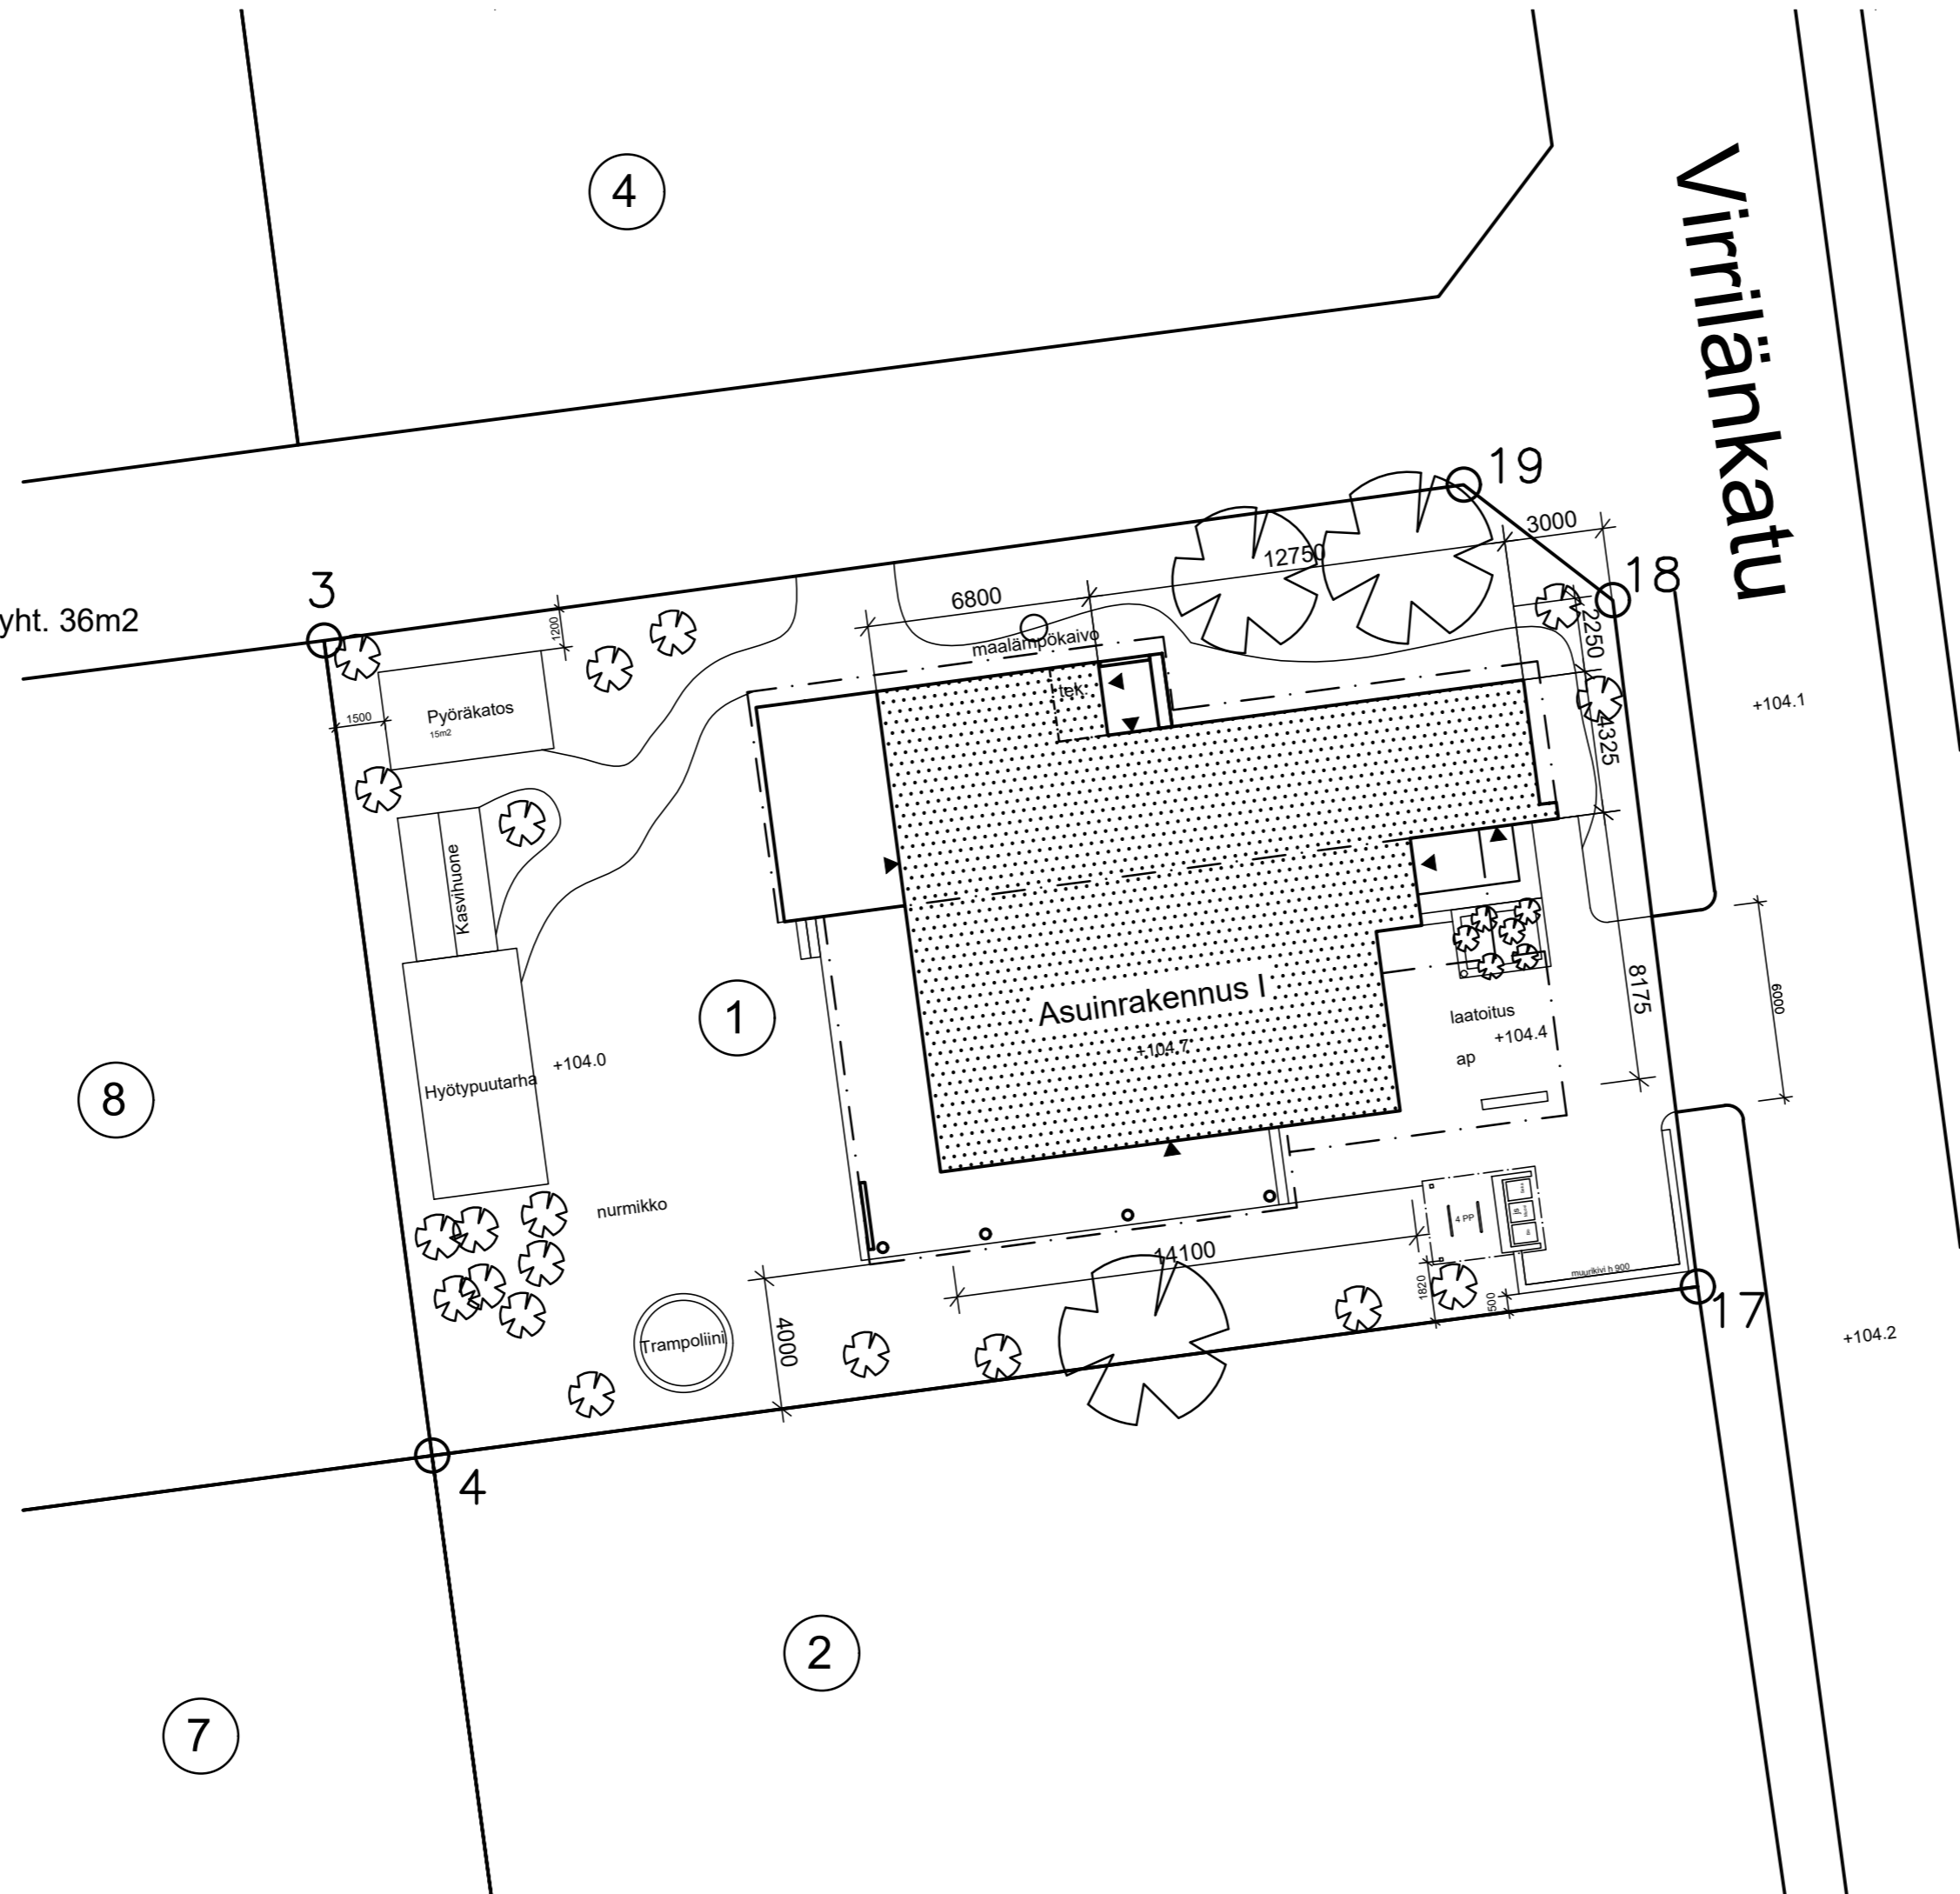 4
Virrilänkatu
19
3000
12750
18
3
6800
yht. 36m2
1200
2250
maalämpökaivo
tek.
+104.1
1500
Pyöräkatos
15m2
4325
Kasvihuone
8175
6000
Asuinrakennus I
laatoitus
1
+104.7
+104.4
ap
8
Hyötypuutarha
+104.0
nurmikko
4 PP
14100
muurikivi h 900
1820
500
17
4000
Trampoliini
+104.2
4
2
7